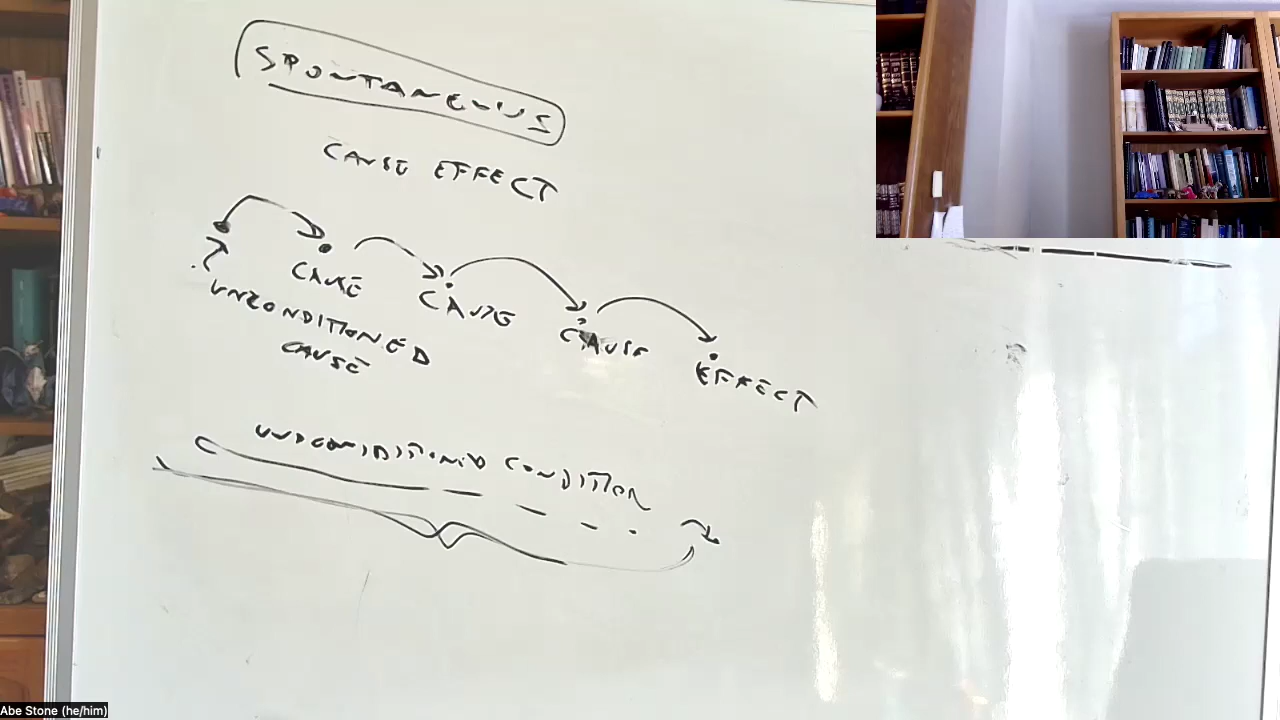 SPONTANEOUS
CAUSE EFFECT
CAUSE
CAUSE
CAUSE
EFFECT
UNCONDITIONED
CAUSE
UNCONDITIONED CONDITION
Abe Stone (he/him)